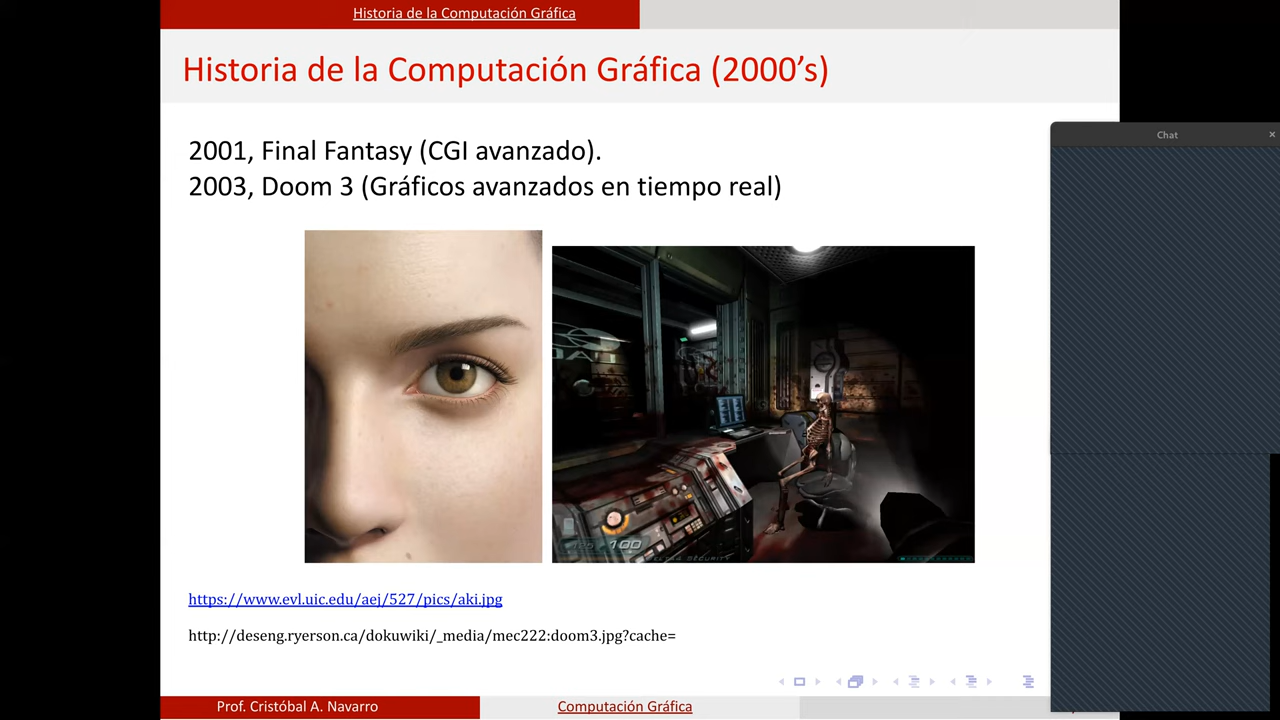 Historia de la Computación Gráfica
Historia de la Computación Gráfica (2000's)
Chat
2001, Final Fantasy (CGI avanzado).
2003, Doom 3 (Gráficos avanzados en tiempo real)
100
https://www.evl.uic.edu/aej/527/pics/aki.jpg
http://deseng.ryerson.ca/dokuwiki/_media/mec222:doom3.jpg?cache=
Prof. Cristóbal A. Navarro
Computación Gráfica